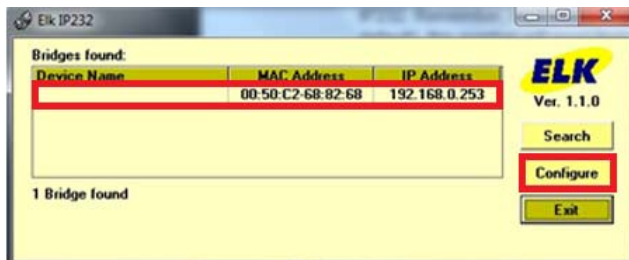 Elk IP232
Bridges found:
Device Name MAC Address IP Address
00:50:C2-68:82:68 192.168.0.253
1 Bridge found
ELK
Ver. 1.1.0
Search
Configure
Exit